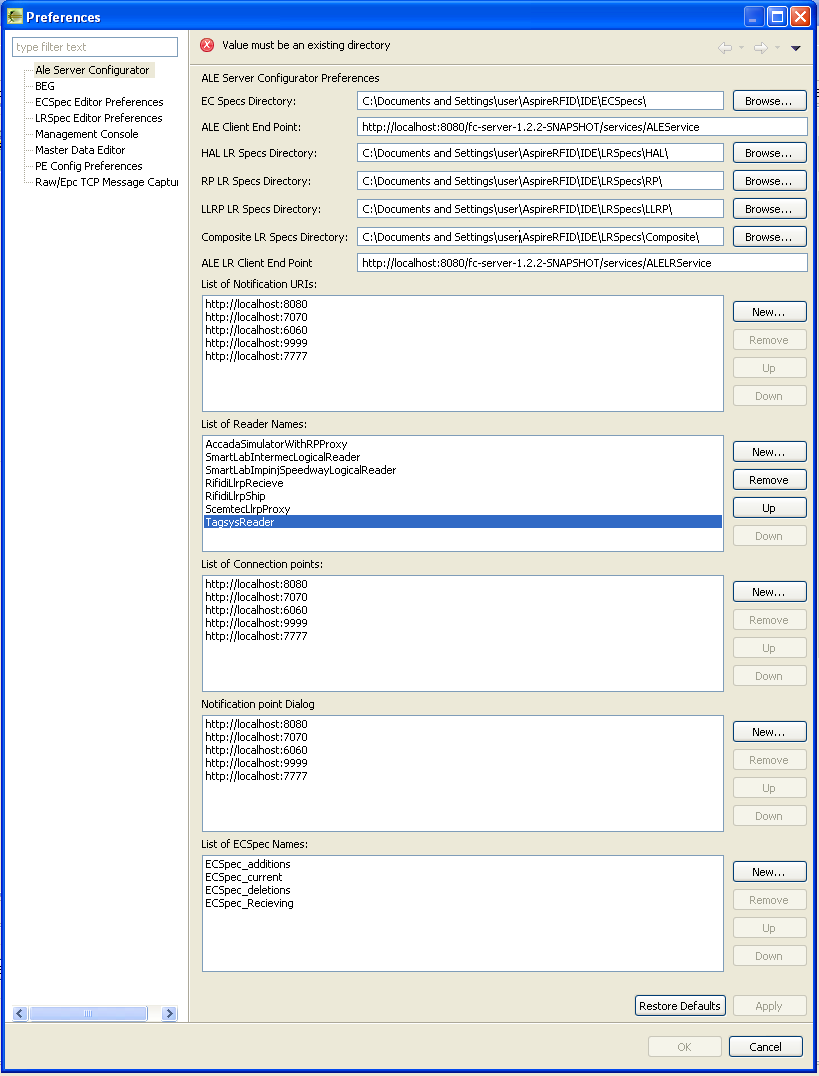 Preferences
type filter text
Ale Server Configurator
BEG
ECSpec Editor Preferences
LRSpec Editor Preferences
Management Console
Master Data Editor
PE Config Preferences
Raw/Epc TCP Message Captur
Value must be an existing directory
ALE Server Configurator Preferences
EC Specs Directory: C:\Documents and Settings\user\AspireRFID\IDE\ECSpecs\ Browse...
ALE Client End Point: http://localhost:8080/fc-server-1.2.2-SNAPSHOT/services/ALEService
HAL LR Specs Directory: C:\Documents and Settings\user\AspireRFID\IDE\LRSpecs\HAL\ Browse...
RP LR Specs Directory: C:\Documents and Settings\user\AspireRFID\IDE\LRSpecs\RP\ Browse...
LLRP LR Specs Directory: C:\Documents and Settings\user\AspireRFID\IDE\LRSpecs\LLRP\ Browse...
Composite LR Specs Directory: C:\Documents and Settings\user\AspireRFID\IDE\LRSpecs\Composite\ Browse...
ALE LR Client End Point http://localhost:8080/fc-server-1.2.2-SNAPSHOT/services/ALELRService
List of Notification URIs:
http://localhost:8080
http://localhost:7070
http://localhost:6060
http://localhost:9999
http://localhost:7777
New...
Remove
Up
Down
List of Reader Names:
AccadaSimulatorWithRPProxy
SmartLabIntermecLogicalReader
SmartLabImpinjSpeedwayLogicalReader
RifidiLlrpRecieve
RifidiLlrpShip
ScemtecLlrpProxy
TagsysReader
New...
Remove
Up
Down
List of Connection points:
http://localhost:8080
http://localhost:7070
http://localhost:6060
http://localhost:9999
http://localhost:7777
New...
Remove
Up
Down
Notification point Dialog
http://localhost:8080
http://localhost:7070
http://localhost:6060
http://localhost:9999
http://localhost:7777
New...
Remove
Up
Down
List of ECSpec Names:
ECSpec_additions
ECSpec_current
ECSpec_deletions
ECSpec_Recieving
New...
Remove
Up
Down
Restore Defaults Apply
OK Cancel